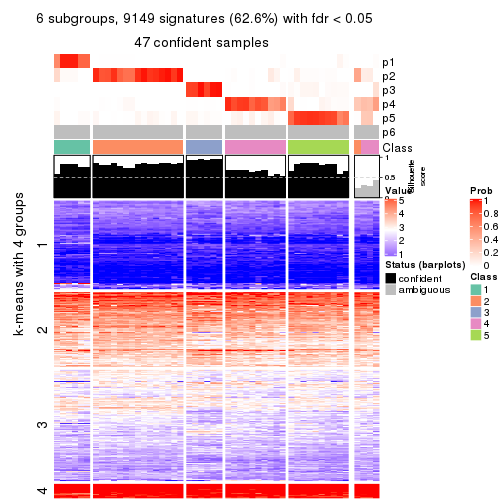 6 subgroups, 9149 signatures (62.6%) with fdr < 0.05
47 confident samples
p1
p2
p3
p4
p5
p6
Class
1
0.5
0
Silhouette
score
k-means with 4 groups
1
2
3
4
Value
5
4
3
2
1
Status (barplots)
confident
ambiguous
Prob
1
0.8
0.6
0.4
0.2
0
Class
1
2
3
4
5